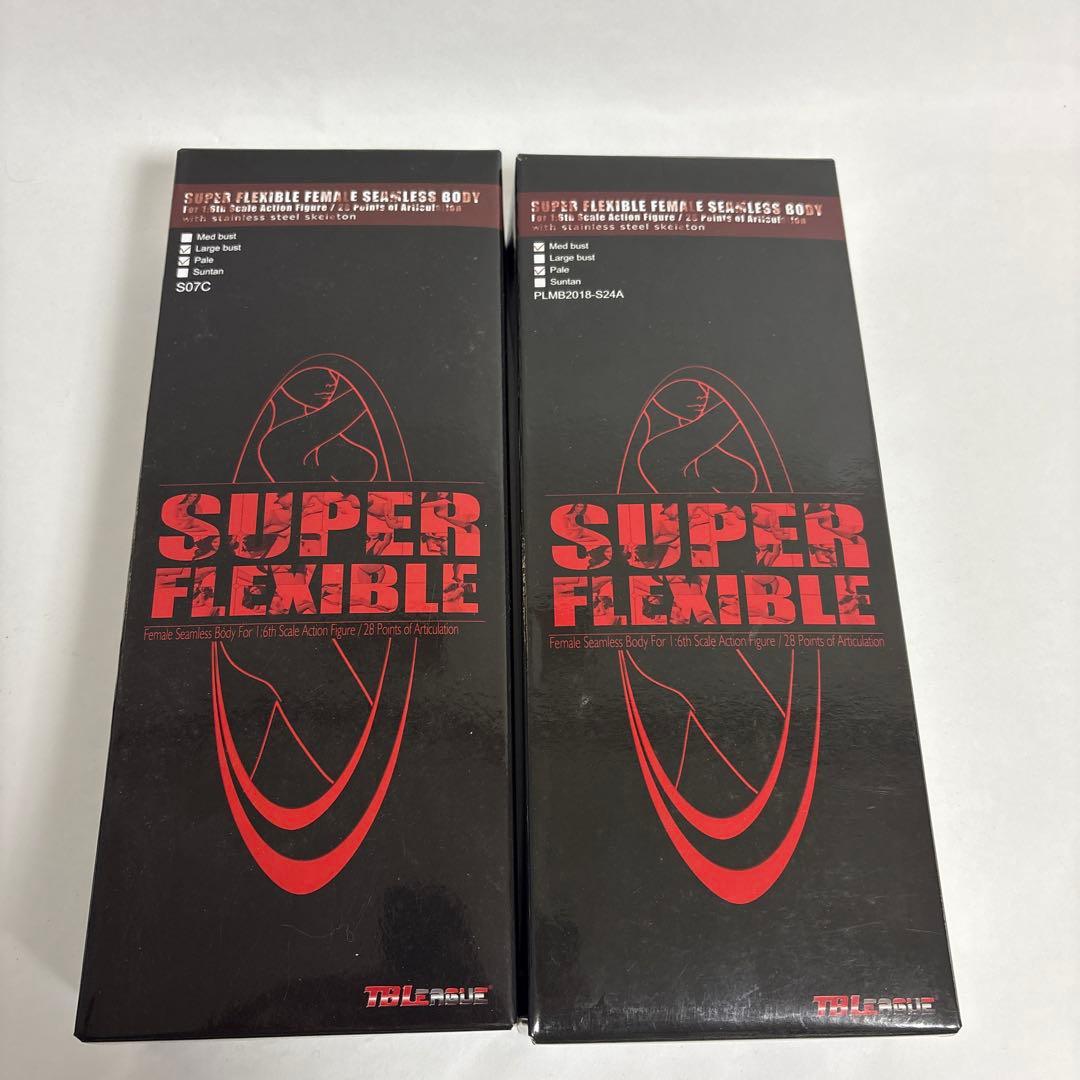 SUPER FLEXIBLE FEMALE SEAMLESS BODY
For 1:6th Scale Action Figure / 28 Points of Articulation
with stainless steel skeleton
Med bust
Large bust
Pale
Suntan
S07C
SUPER
FLEXIBLE
Female Seamless Body For 1:6th Scale Action Figure / 28 Points of Articulation
TBLEAGUE
SUPER FLEXIBLE FEMALE SEAMLESS BODY
For 1:6th Scale Action Figure / 28 Points of Articulation
with stainless steel skeleton
Med bust
Large bust
Pale
Suntan
PLMB2018-S24A
SUPER
FLEXIBLE
Female Seamless Body For 1:6th Scale Action Figure / 28 Points of Articulation
TBLEAGUE